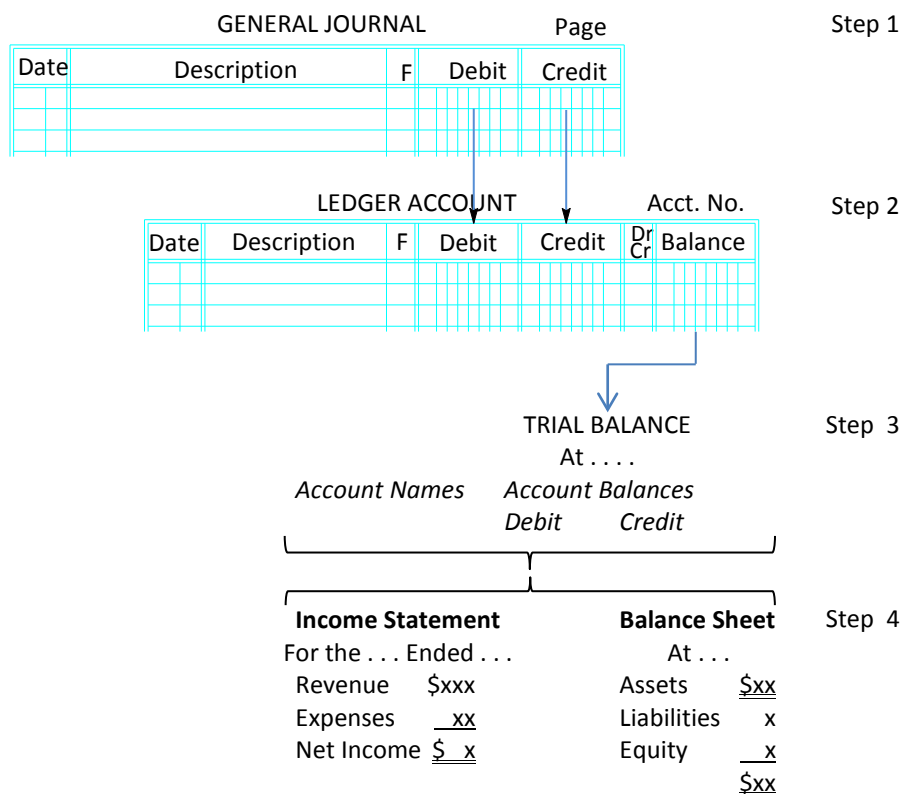 GENERAL JOURNAL Page Step 1
Date Description F Debit Credit
LEDGER ACCOUNT Acct. No. Step 2
Date Description F Debit Credit Dr Cr Balance
TRIAL BALANCE Step 3
At . . . .
Account Names Account Balances
Debit Credit
Income Statement Balance Sheet Step 4
For the . . . Ended . . . At . . .
Revenue $xxx Assets $xx
Expenses xx Liabilities x
Net Income $ x Equity x
$xx